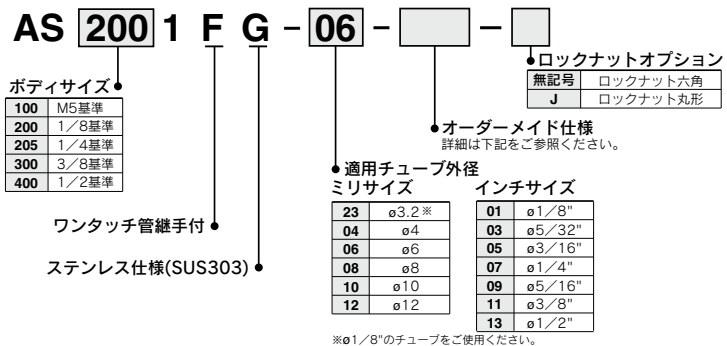 AS 200 1 F G - 06 - -
ロックナットオプション
無記号 ロックナット六角
J ロックナット丸形
ボディサイズ
100 M5基準
200 1／8基準
205 1／4基準
300 3／8基準
400 1／2基準
オーダーメイド仕様
詳細は下記をご参照ください。
適用チューブ外径
ミリサイズ
23 ø3.2※
04 ø4
06 ø6
08 ø8
10 ø10
12 ø12
インチサイズ
01 ø1／8"
03 ø5／32"
05 ø3／16"
07 ø1／4"
09 ø5／16"
11 ø3／8"
13 ø1／2"
ワンタッチ管継手付
ステンレス仕様(SUS303)
※ø1／8"のチューブをご使用ください。